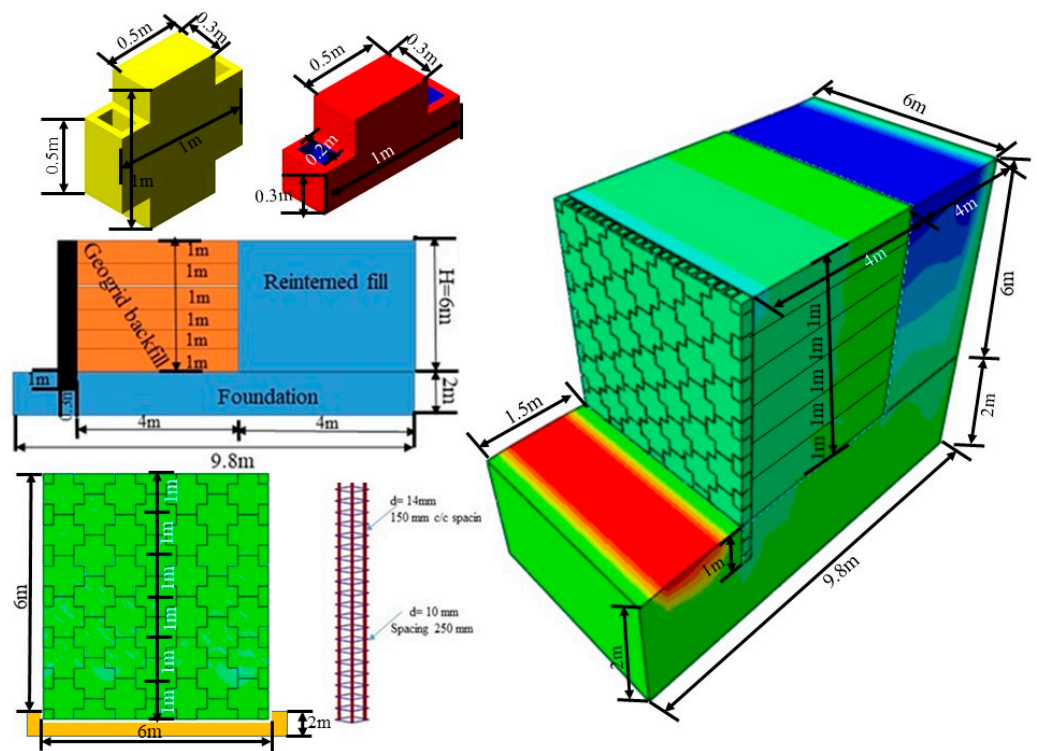 0.5m
0.3m
0.5m
1m
1m
0.5m
0.3m
0.2m
1m
0.3m
Geogrid backfill
1m
1m
1m
1m
1m
1m
Reinterned fill
H=6m
1m
0.3m
Foundation
2m
4m
4m
9.8m
6m
1m
1m
1m
1m
1m
1m
2m
6m
d= 14mm
150 mm c/c spacin
d= 10 mm
Spacing 250 mm
6m
4m
4m
6m
1m
1m
1m
1m
1m
2m
1.5m
1m
9.8m
2m